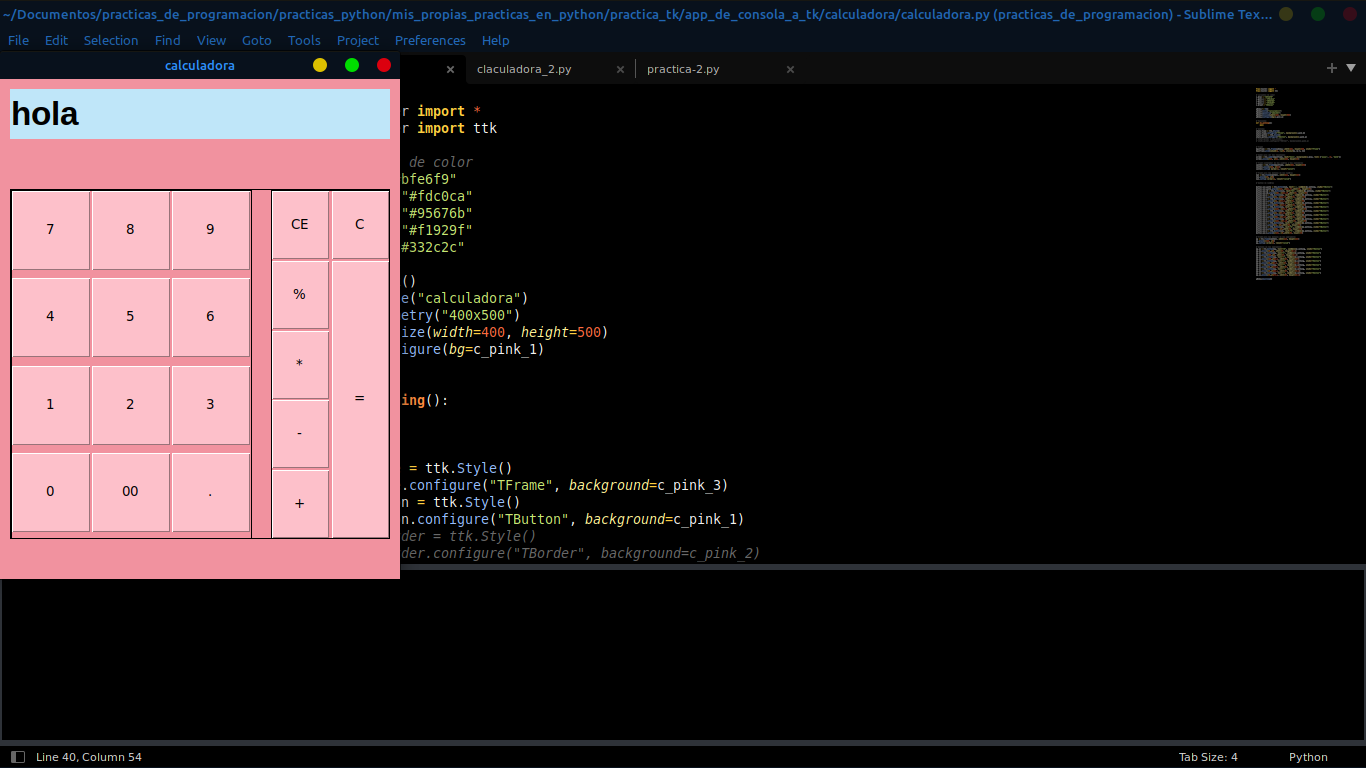 ~/Documentos/practicas_de_programacion/practicas_python/mis_propias_practicas_en_python/practica_tk/app_de_consola_a_tk/calculadora/calculadora.py (practicas_de_programacion) - Sublime Tex...
File Edit Selection Find View Goto Tools Project Preferences Help
calculadora
claculadora_2.py
practica-2.py
hola
7 8 9 CE C
4 5 6 %
1 2 3 * =
0 00 . -
+
r import *
r import ttk
de color
bfe6f9"
"#fdc0ca"
"#95676b"
"#f1929f"
#332c2c"
()
e("calculadora")
etry("400x500")
ize(width=400, height=500)
igure(bg=c_pink_1)
ing():
= ttk.Style()
.configure("TFrame", background=c_pink_3)
n = ttk.Style()
n.configure("TButton", background=c_pink_1)
der = ttk.Style()
der.configure("TBorder", background=c_pink_2)
Line 40, Column 54
Tab Size: 4
Python